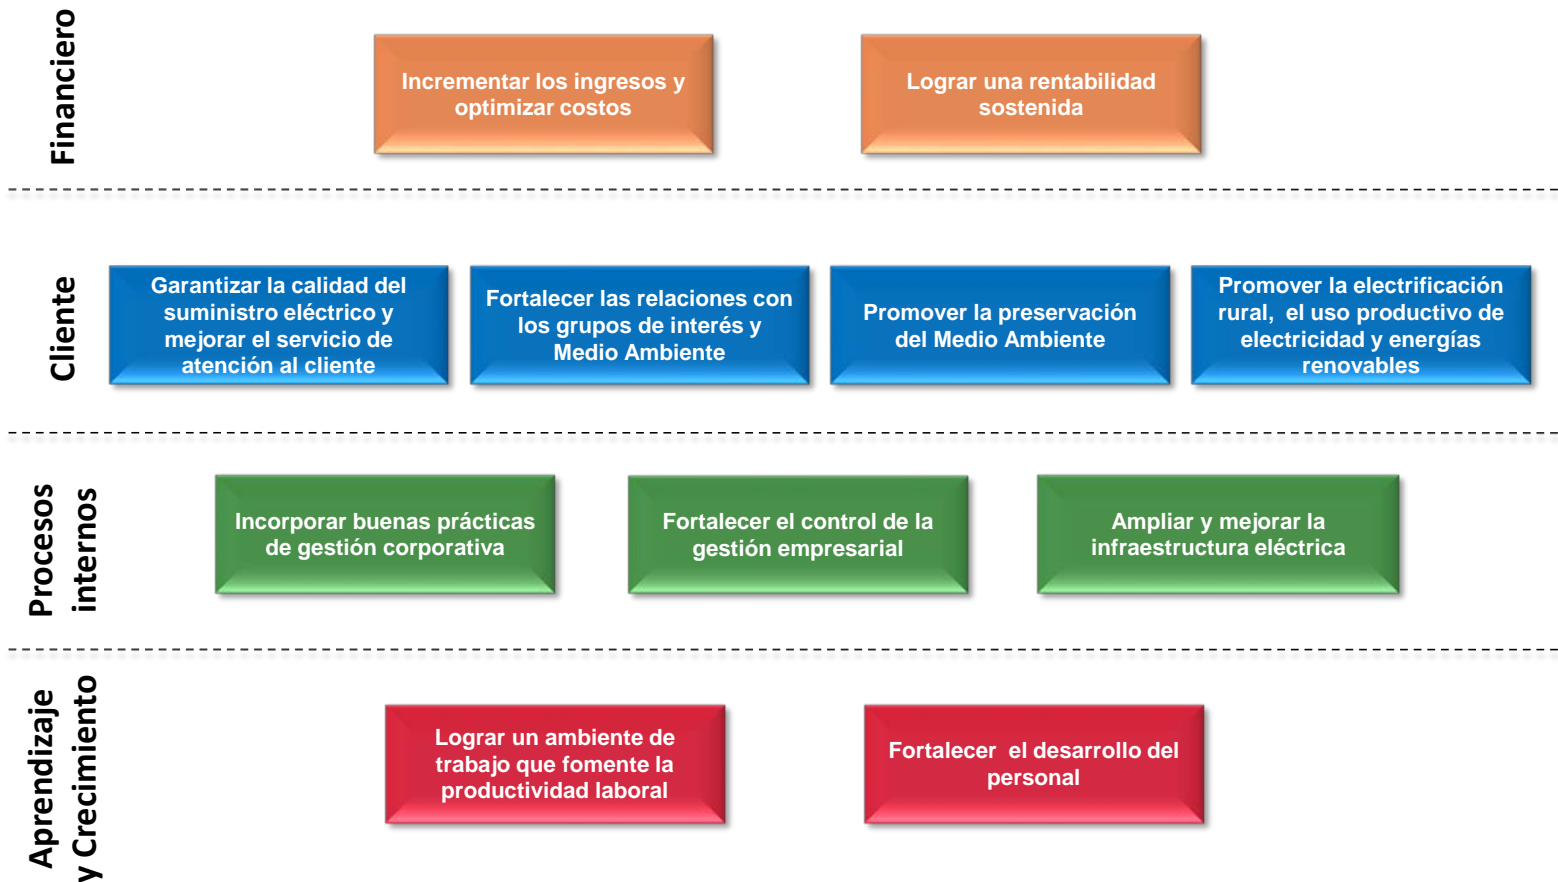 Financiero
Incrementar los ingresos y
optimizar costos
Lograr una rentabilidad
sostenida
Cliente
Garantizar la calidad del
suministro eléctrico y
mejorar el servicio de
atención al cliente
Fortalecer las relaciones con
los grupos de interés y
Medio Ambiente
Promover la preservación
del Medio Ambiente
Promover la electrificación
rural,  el uso productivo de
electricidad y energías
renovables
Procesos
internos
Incorporar buenas prácticas
de gestión corporativa
Fortalecer el control de la
gestión empresarial
Ampliar y mejorar la
infraestructura eléctrica
Aprendizaje
y Crecimiento
Lograr un ambiente de
trabajo que fomente la
productividad laboral
Fortalecer  el desarrollo del
personal